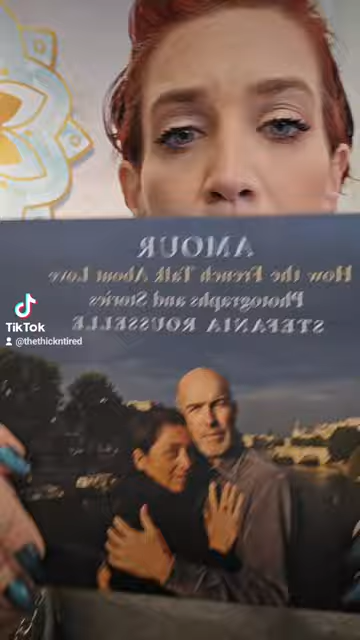 AMOUR
How the French Talk About Love
Photographs and Stories
STEFANIA ROUSSELLE
TikTok
@thethickntired